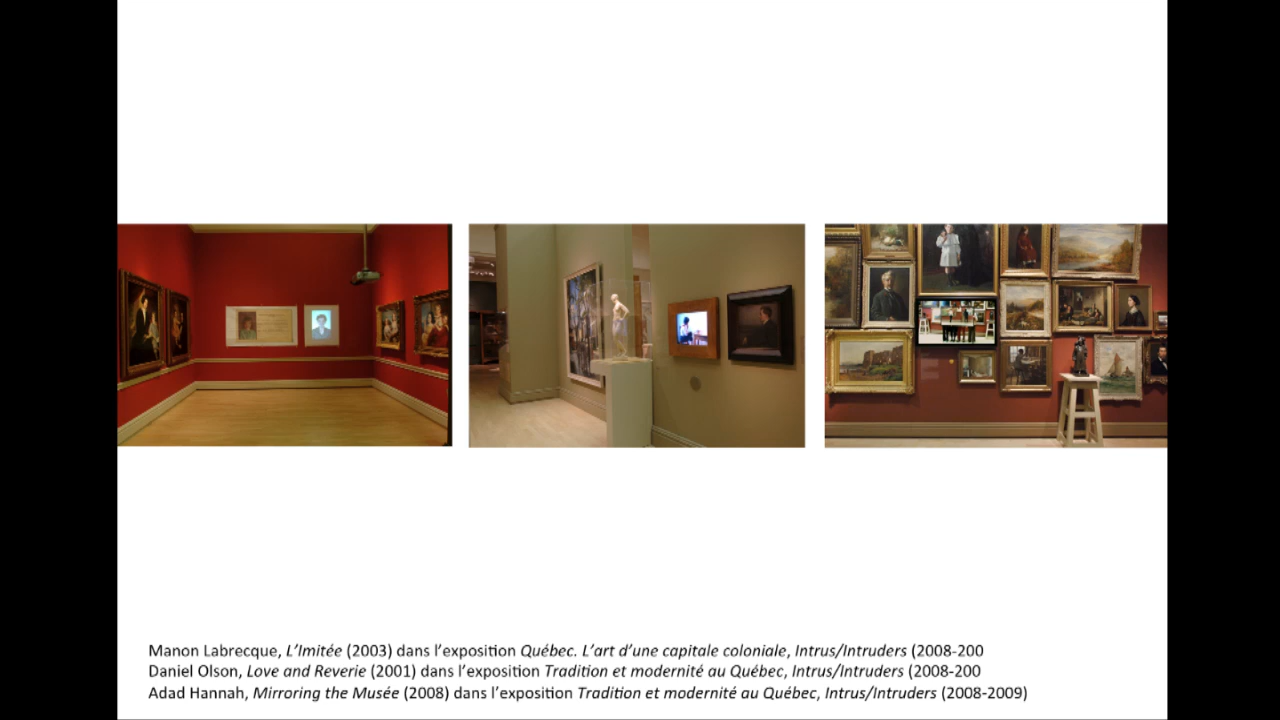 Manon Labrecque, L'Imitée (2003) dans l'exposition Québec. L'art d'une capitale coloniale, Intrus/Intruders (2008-200
Daniel Olson, Love and Reverie (2001) dans l'exposition Tradition et modernité au Québec, Intrus/Intruders (2008-200
Adad Hannah, Mirroring the Musée (2008) dans l'exposition Tradition et modernité au Québec, Intrus/Intruders (2008-2009)